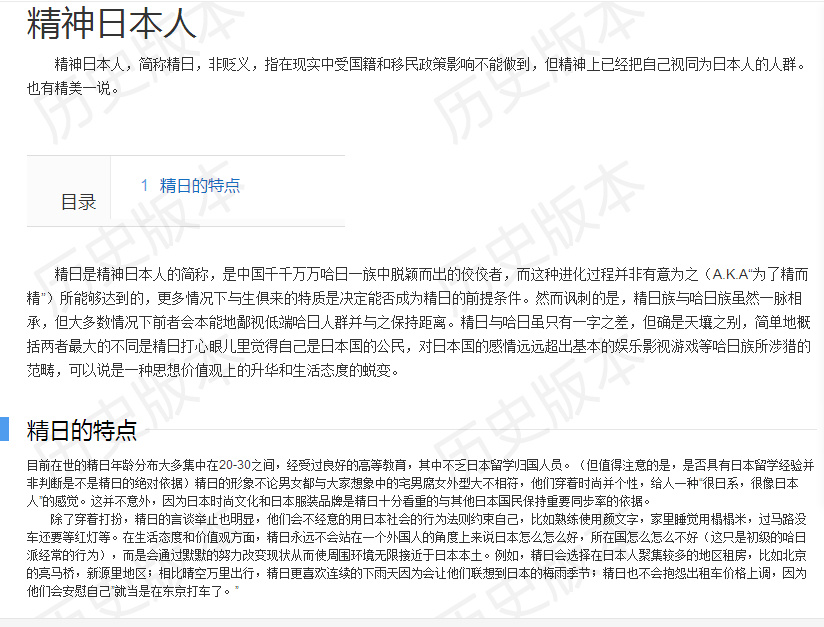 精神日本人
精神日本人，简称精日，非贬义，指在现实中受国籍和移民政策影响不能做到，但精神上已经把自己视同为日本人的人群。
也有精美一说。
目录
1 精日的特点
精日是精神日本人的简称，是中国千千万万哈日一族中脱颖而出的佼佼者，而这种进化过程并非有意为之（A.K.A“为了精而
精”）所能够达到的，更多情况下与生俱来的特质是决定能否成为精日的前提条件。然而讽刺的是，精日族与哈日族虽然一脉相
承，但大多数情况下前者会本能地鄙视低端哈日人群并与之保持距离。精日与哈日虽只有一字之差，但确是天壤之别，简单地概
括两者最大的不同是精日打心眼儿里觉得自己是日本国的公民，对日本国的感情远远超出基本的娱乐影视游戏等哈日族所涉猎的
范畴，可以说是一种思想价值观上的升华和生活态度的蜕变。
精日的特点
目前在世的精日年龄分布大多集中在20-30之间，经受过良好的高等教育，其中不乏日本留学归国人员。（但值得注意的是，是否具有日本留学经验并
非判断是不是精日的绝对依据）精日的形象不论男女都与大家想象中的宅男腐女外型大不相符，他们穿着时尚并个性，给人一种“很日系，很像日本
人”的感觉。这并不意外，因为日本时尚文化和日本服装品牌是精日十分看重的与其他日本国民保持重要同步率的依据。
除了穿着打扮，精日的言谈举止也明显，他们会不经意的用日本社会的行为法则约束自己，比如熟练使用颜文字，家里睡觉用榻榻米，过马路没
车还要等红灯等。在生活态度和价值观方面，精日永远不会站在一个外国人的角度上来说日本怎么怎么好，所在国怎么怎么不好（这只是初级的哈日
派经常的行为），而是会通过默默的努力改变现状从而使周围环境无限接近于日本本土。例如，精日会选择在日本人聚集较多的地区租房，比如北京
的亮马桥，新源里地区；相比晴空万里出行，精日更喜欢连续的下雨天因为会让他们联想到日本的梅雨季节；精日也不会抱怨出租车价格上调，因为
他们会安慰自己”就当是在东京打车了。”
历史版本
历史版本
历史版本
历史版本
历史版本
历史版本
历史版本
历史版本